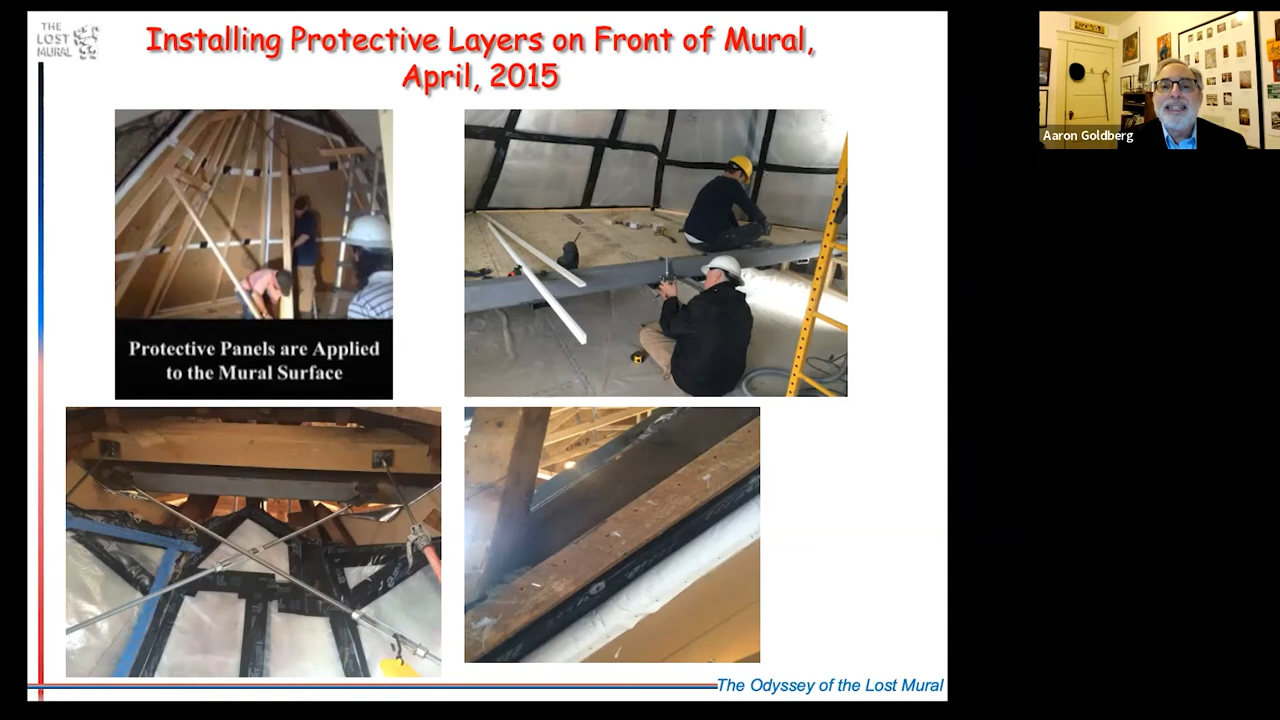 THE
LOST
MURAL
Installing Protective Layers on Front of Mural,
April, 2015
Aaron Goldberg
Protective Panels are Applied
to the Mural Surface
The Odyssey of the Lost Mural